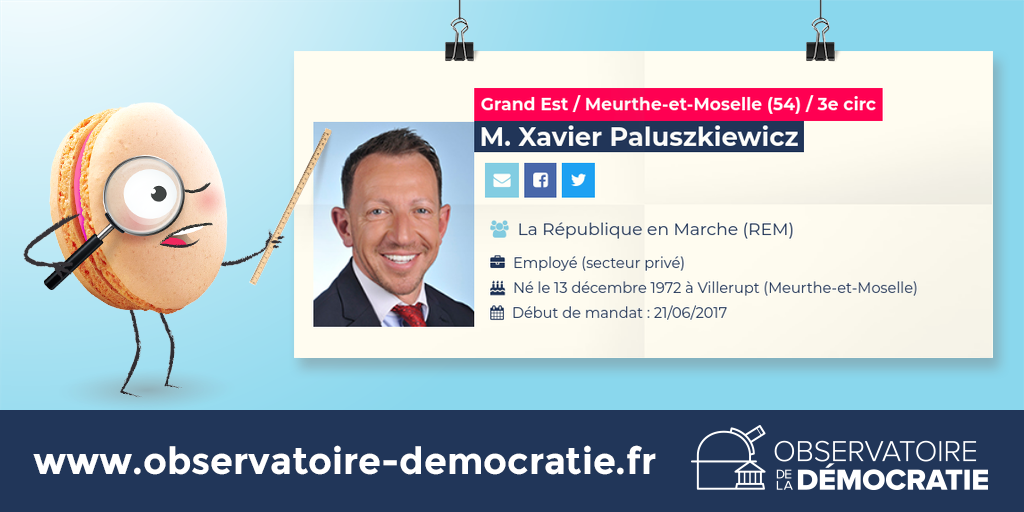 Grand Est / Meurthe-et-Moselle (54) / 3e circ
M. Xavier Paluszkiewicz
La République en Marche (REM)
Employé (secteur privé)
Né le 13 décembre 1972 à Villerupt (Meurthe-et-Moselle)
Début de mandat : 21/06/2017
www.observatoire-democratie.fr
OBSERVATOIRE
DE LA DÉMOCRATIE